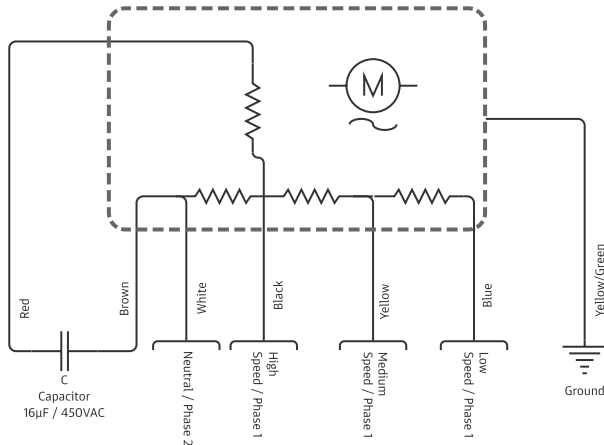 M
Red
Brown
White
Black
Yellow
Blue
Yellow/Green
C
Capacitor
16µF / 450VAC
Neutral / Phase 2
High
Speed / Phase 1
Medium
Speed / Phase 1
Low
Speed / Phase 1
Ground